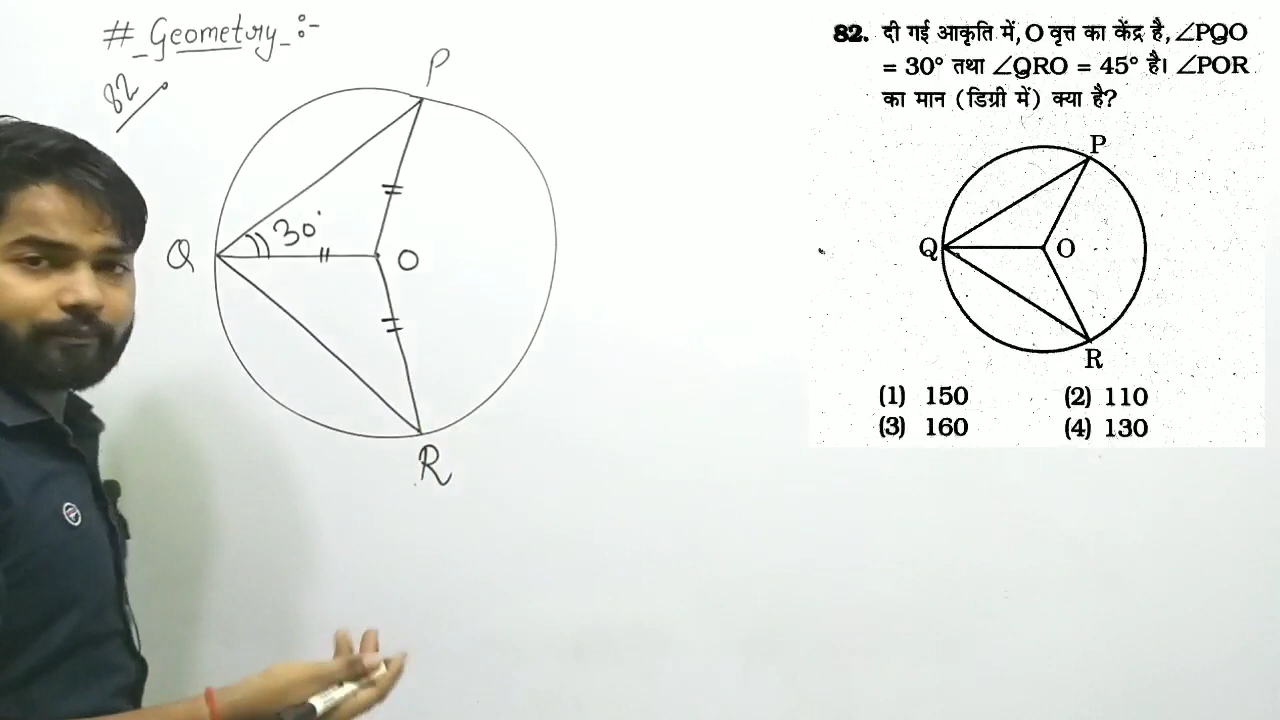 # Geometry :-
82
P
30°
Q
O
R
82. दी गई आकृति में, O वृत्त का केंद्र है, ∠PQO
= 30° तथा ∠QRO = 45° है। ∠POR
का मान (डिग्री में) क्या है?
P
Q
O
R
(1) 150 (2) 110
(3) 160 (4) 130